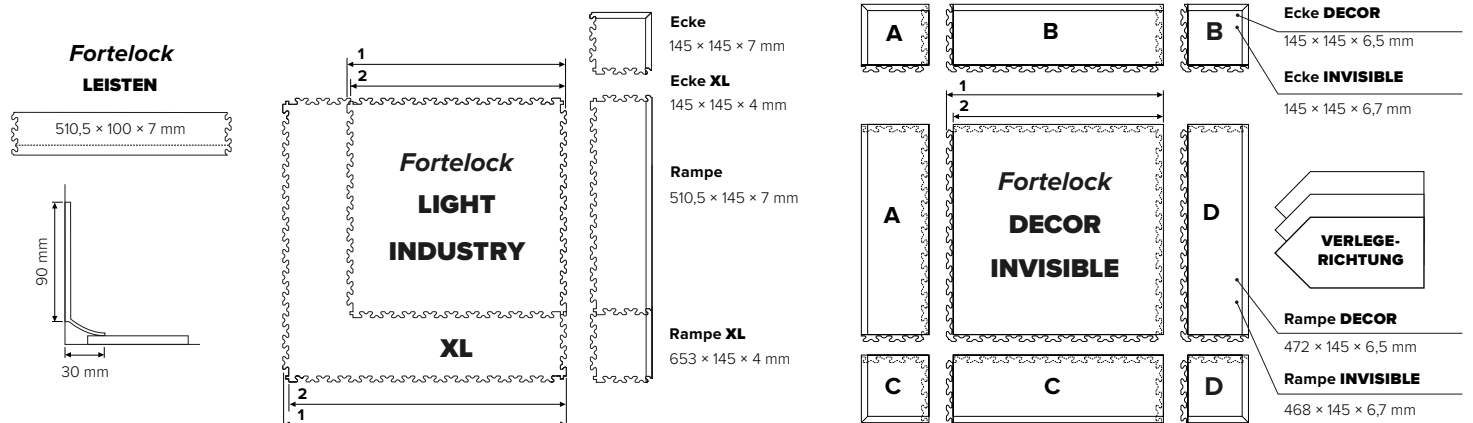 Fortelock
LEISTEN
510,5 × 100 × 7 mm
90 mm
30 mm
1
2
Fortelock
LIGHT
INDUSTRY
XL
2
1
Ecke
145 × 145 × 7 mm
Ecke XL
145 × 145 × 4 mm
Rampe
510,5 × 145 × 7 mm
Rampe XL
653 × 145 × 4 mm
A
B
B
1
2
A
Fortelock
DECOR
INVISIBLE
D
C
C
D
Ecke DECOR
145 × 145 × 6,5 mm
Ecke INVISIBLE
145 × 145 × 6,7 mm
VERLEGE-
RICHTUNG
Rampe DECOR
472 × 145 × 6,5 mm
Rampe INVISIBLE
468 × 145 × 6,7 mm